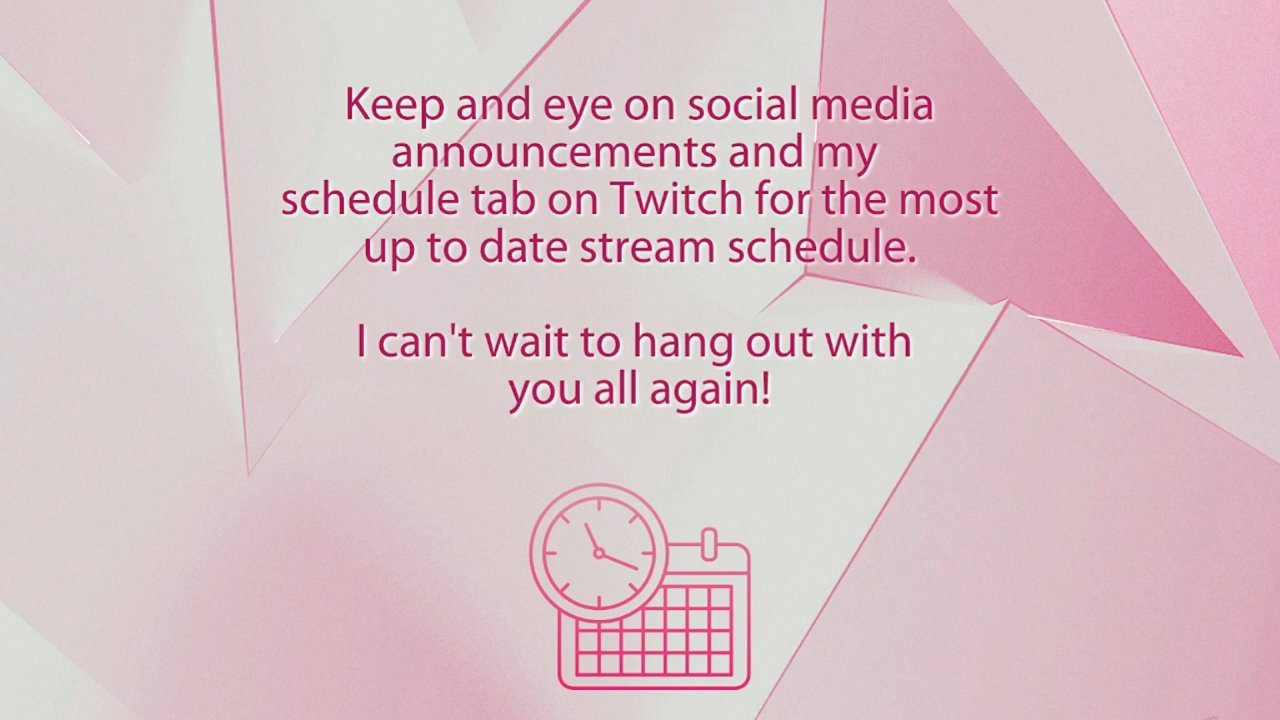 Keep and eye on social media
announcements and my
schedule tab on Twitch for the most
up to date stream schedule.
I can't wait to hang out with
you all again!